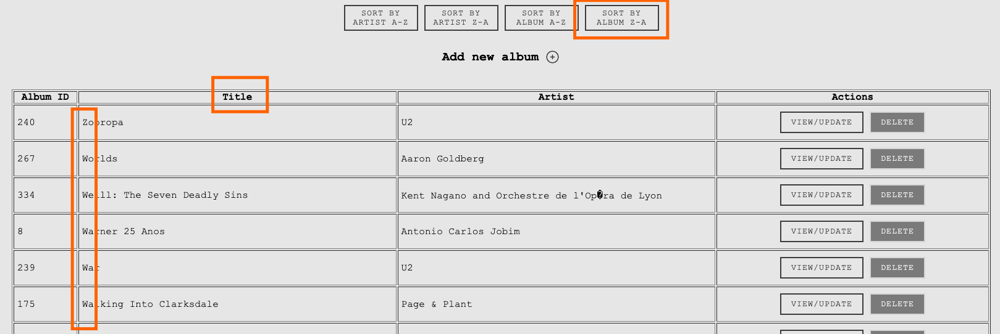 SORT BY
ARTIST A-Z
SORT BY
ARTIST Z-A
SORT BY
ALBUM A-Z
SORT BY
ALBUM Z-A
Add new album
Album ID Title Artist Actions
240 Zooropa U2 VIEW/UPDATE DELETE
267 Worlds Aaron Goldberg VIEW/UPDATE DELETE
334 Weill: The Seven Deadly Sins Kent Nagano and Orchestre de l'Op�ra de Lyon VIEW/UPDATE DELETE
8 Warner 25 Anos Antonio Carlos Jobim VIEW/UPDATE DELETE
239 War U2 VIEW/UPDATE DELETE
175 Walking Into Clarksdale Page & Plant VIEW/UPDATE DELETE